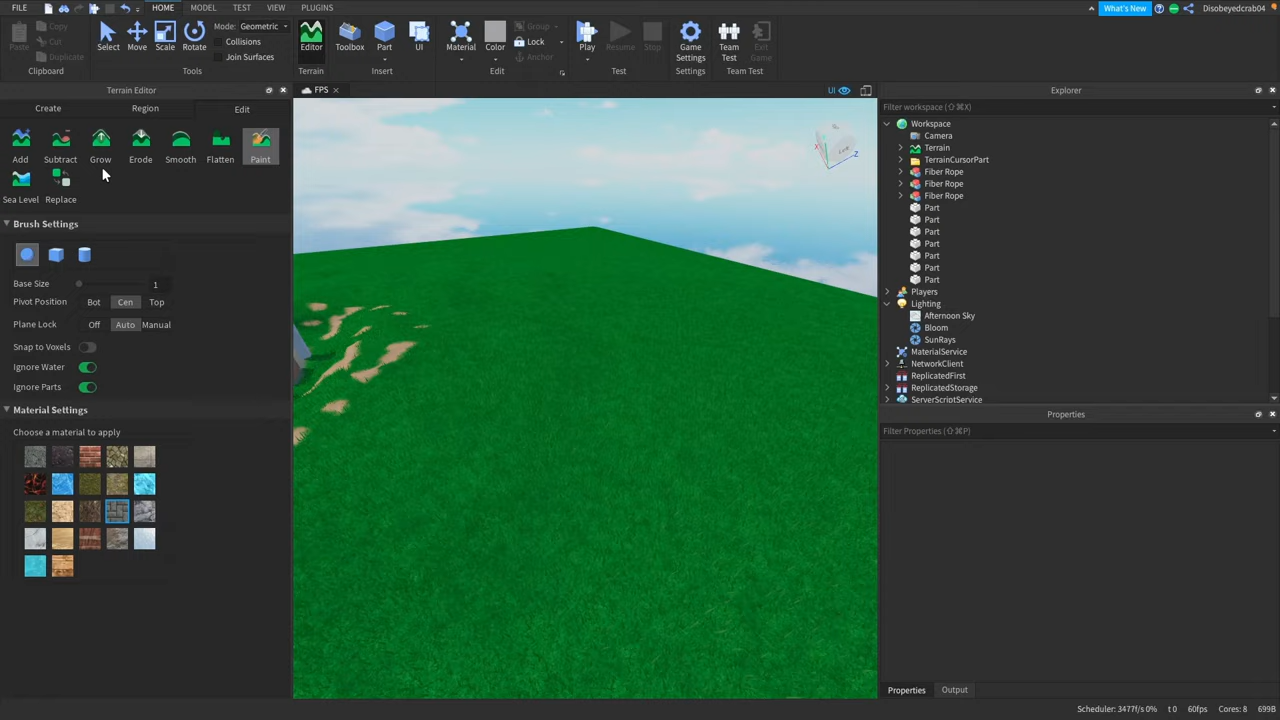 FILE HOME MODEL TEST VIEW PLUGINS What's New Disobeyedcrab04
Paste Copy Cut Duplicate Select Move Scale Rotate Mode: Geometric Collisions Join Surfaces Editor Toolbox Part UI Material Color Group Lock Anchor Play Resume Stop Game Settings Team Test Exit Game
Clipboard Tools Terrain Insert Edit Test Settings Team Test
Terrain Editor
Create Region Edit
Add Subtract Grow Erode Smooth Flatten Paint
Sea Level Replace
Brush Settings
Base Size 1
Pivot Position Bot Cen Top
Plane Lock Off Auto Manual
Snap to Voxels
Ignore Water
Ignore Parts
Material Settings
Choose a material to apply
FPS UI
X Z
Explorer
Filter workspace (⇧⌘X)
Workspace
Camera
Terrain
TerrainCursorPart
Fiber Rope
Fiber Rope
Fiber Rope
Part
Part
Part
Part
Part
Part
Part
Players
Lighting
Afternoon Sky
Bloom
SunRays
MaterialService
NetworkClient
ReplicatedFirst
ReplicatedStorage
ServerScriptService
Properties
Filter Properties (⇧⌘P)
Properties Output
Scheduler: 3477f/s 0% t 0 60fps Cores: 8 699B